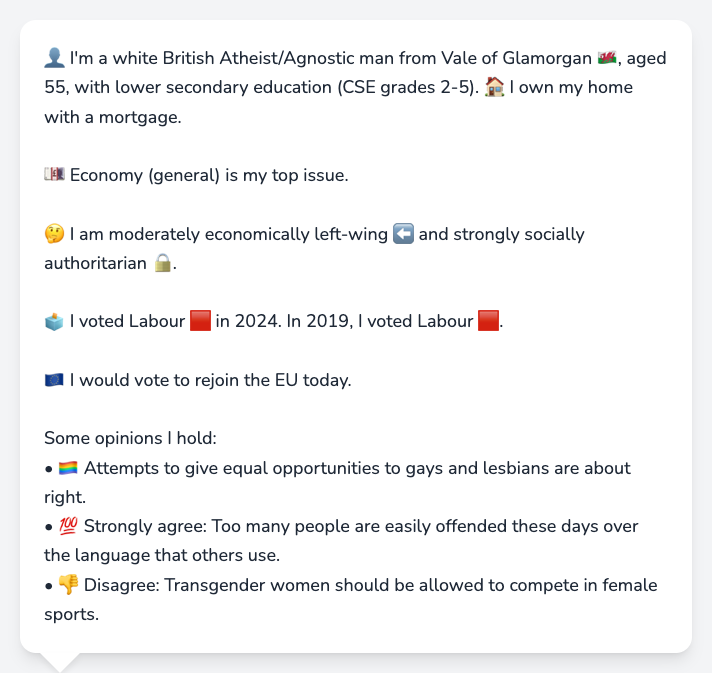 👤 I'm a white British Atheist/Agnostic man from Vale of Glamorgan 🏴󠁧󠁢󠁷󠁬󠁳󠁿, aged
55, with lower secondary education (CSE grades 2-5). 🏠 I own my home
with a mortgage.
💷 Economy (general) is my top issue.
🤔 I am moderately economically left-wing ⬅️ and strongly socially
authoritarian 🔒.
🗳️ I voted Labour 🟥 in 2024. In 2019, I voted Labour 🟥.
🇪🇺 I would vote to rejoin the EU today.
Some opinions I hold:
• 🏳️‍🌈 Attempts to give equal opportunities to gays and lesbians are about
right.
• 💯 Strongly agree: Too many people are easily offended these days over
the language that others use.
• 👎 Disagree: Transgender women should be allowed to compete in female
sports.